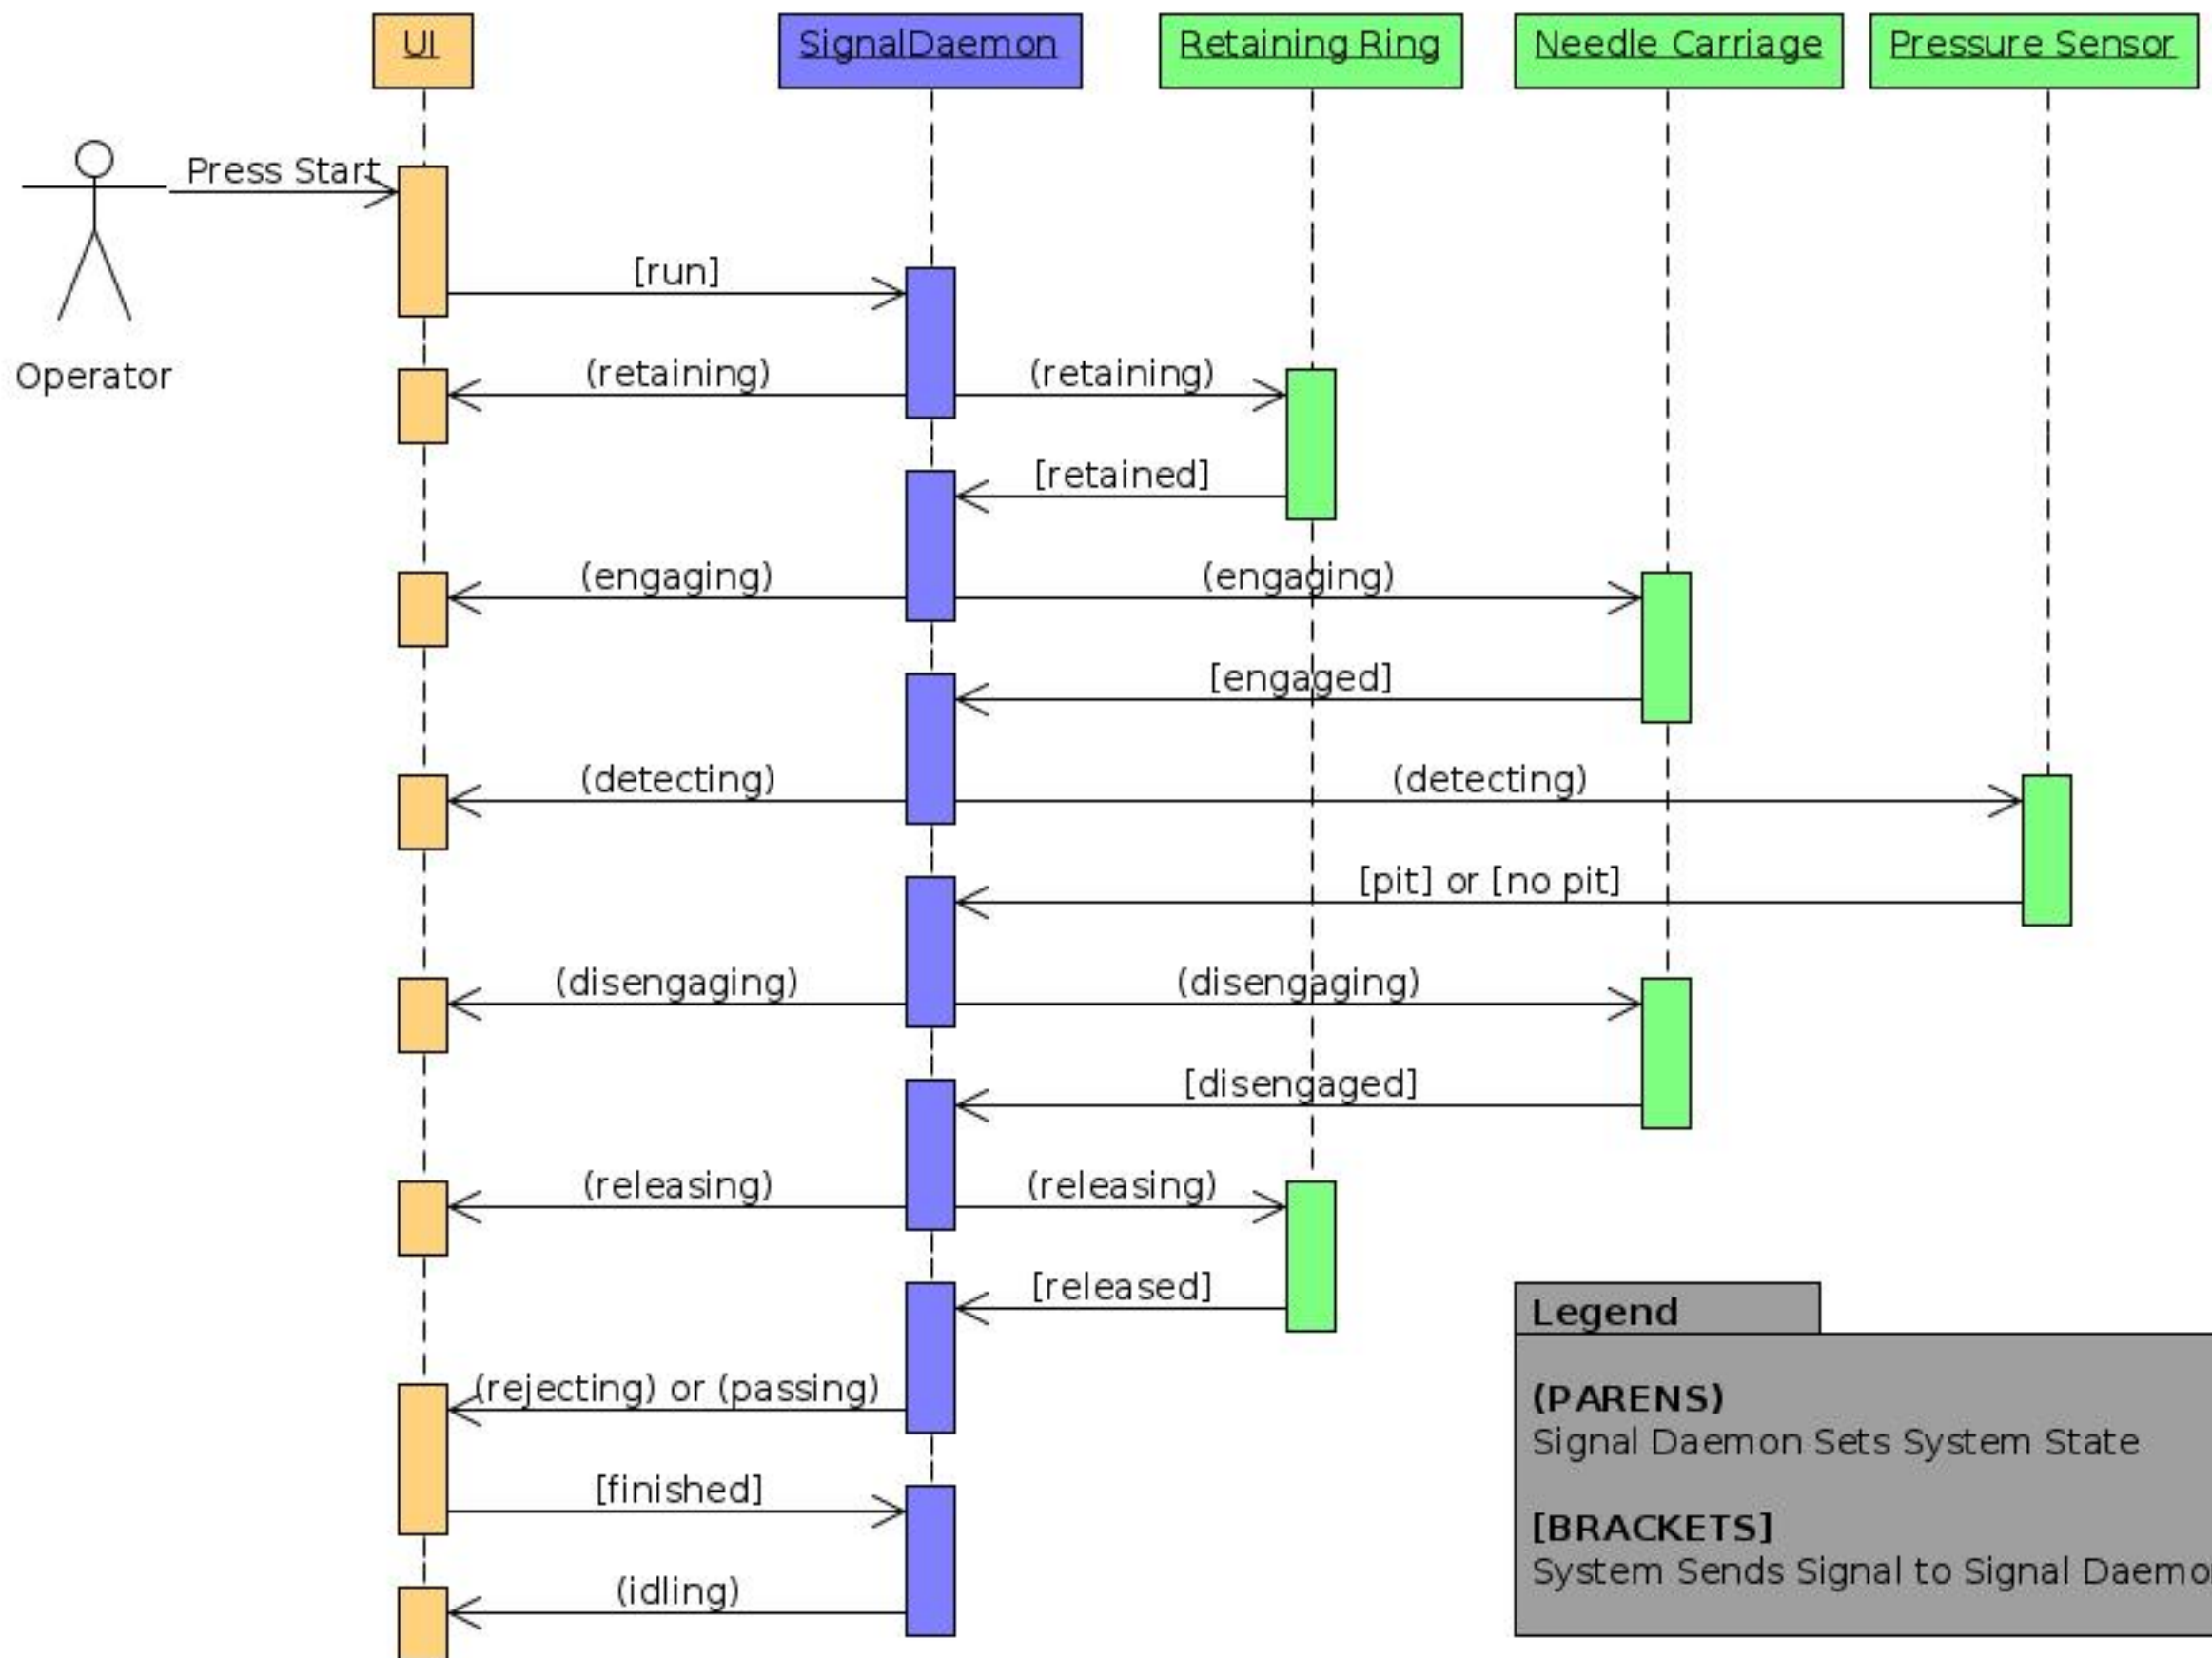 UI
SignalDaemon
Retaining Ring
Needle Carriage
Pressure Sensor
Press Start
Operator
[run]
(retaining)
(retaining)
[retained]
(engaging)
(engaging)
[engaged]
(detecting)
(detecting)
[pit] or [no pit]
(disengaging)
(disengaging)
[disengaged]
(releasing)
(releasing)
[released]
(rejecting) or (passing)
[finished]
(idling)
Legend
(PARENS)
Signal Daemon Sets System State
[BRACKETS]
System Sends Signal to Signal Daemo